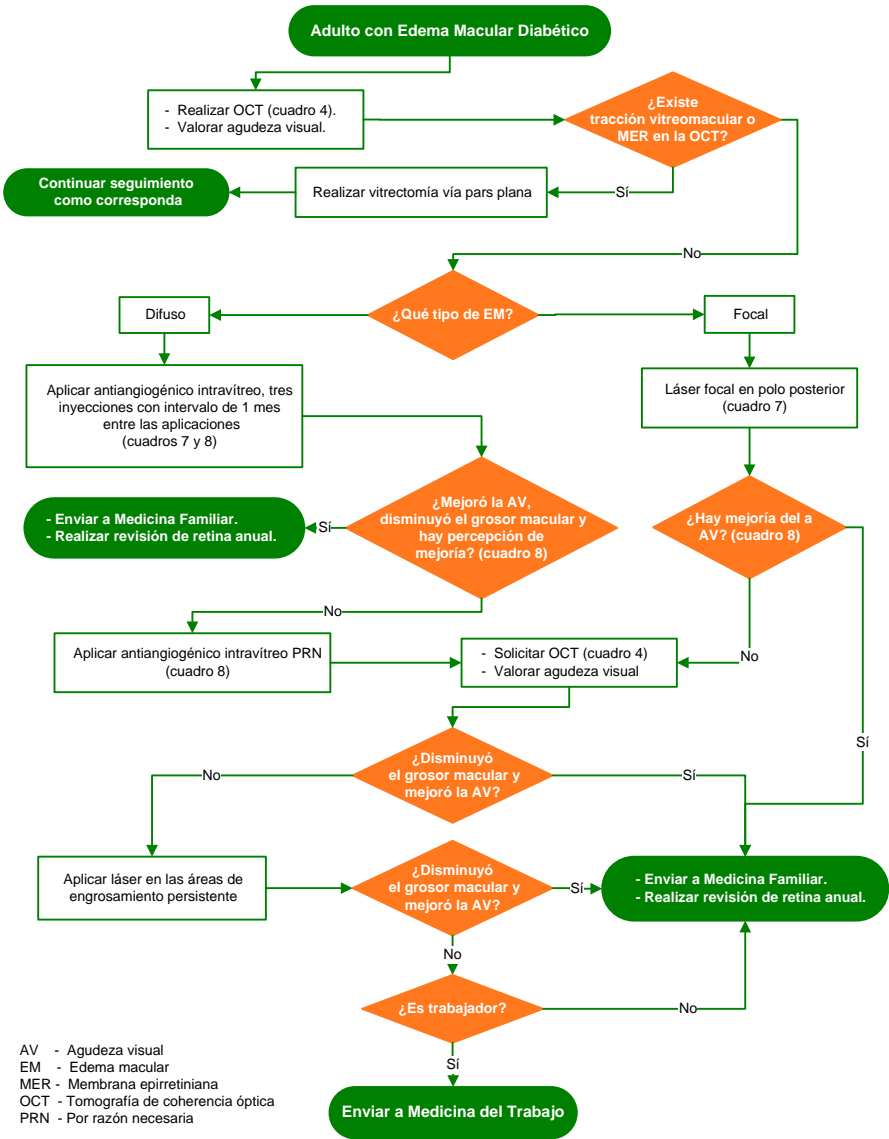 Adulto con Edema Macular Diabético
- Realizar OCT (cuadro 4).
- Valorar agudeza visual.
¿Existe
tracción vitreomacular o
MER en la OCT?
Continuar seguimiento
como corresponda
Realizar vitrectomía vía pars plana
Sí
No
¿Qué tipo de EM?
Difuso
Focal
Aplicar antiangiogénico intravítreo, tres
inyecciones con intervalo de 1 mes
entre las aplicaciones
(cuadros 7 y 8)
Láser focal en polo posterior
(cuadro 7)
¿Mejoró la AV,
disminuyó el grosor macular y
hay percepción de
mejoría? (cuadro 8)
Sí
- Enviar a Medicina Familiar.
- Realizar revisión de retina anual.
¿Hay mejoría del a
AV? (cuadro 8)
No
Aplicar antiangiogénico intravítreo PRN
(cuadro 8)
- Solicitar OCT (cuadro 4)
- Valorar agudeza visual
No
Sí
¿Disminuyó
el grosor macular y
mejoró la AV?
No
Sí
Aplicar láser en las áreas de
engrosamiento persistente
¿Disminuyó
el grosor macular y
mejoró la AV?
Sí
- Enviar a Medicina Familiar.
- Realizar revisión de retina anual.
No
¿Es trabajador?
No
Sí
Enviar a Medicina del Trabajo
AV - Agudeza visual
EM - Edema macular
MER - Membrana epirretiniana
OCT - Tomografía de coherencia óptica
PRN - Por razón necesaria